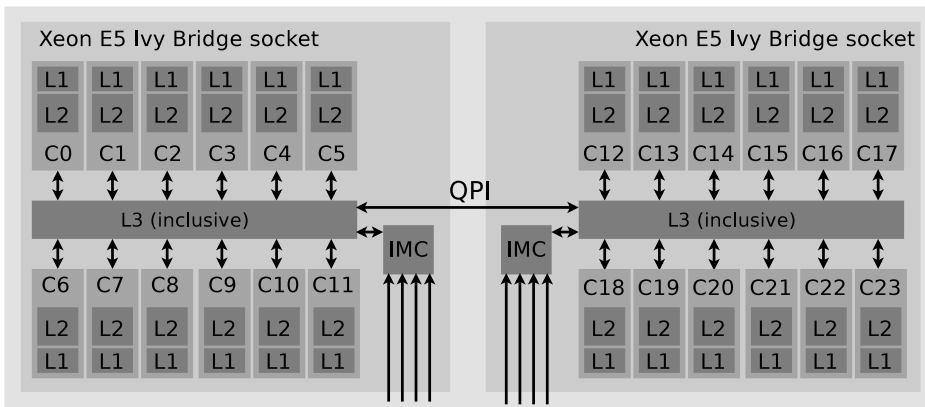 Xeon E5 Ivy Bridge socket
L1 L1 L1 L1 L1 L1
L2 L2 L2 L2 L2 L2
C0 C1 C2 C3 C4 C5
L3 (inclusive)
IMC
C6 C7 C8 C9 C10 C11
L2 L2 L2 L2 L2 L2
L1 L1 L1 L1 L1 L1
QPI
Xeon E5 Ivy Bridge socket
L1 L1 L1 L1 L1 L1
L2 L2 L2 L2 L2 L2
C12 C13 C14 C15 C16 C17
L3 (inclusive)
IMC
C18 C19 C20 C21 C22 C23
L2 L2 L2 L2 L2 L2
L1 L1 L1 L1 L1 L1